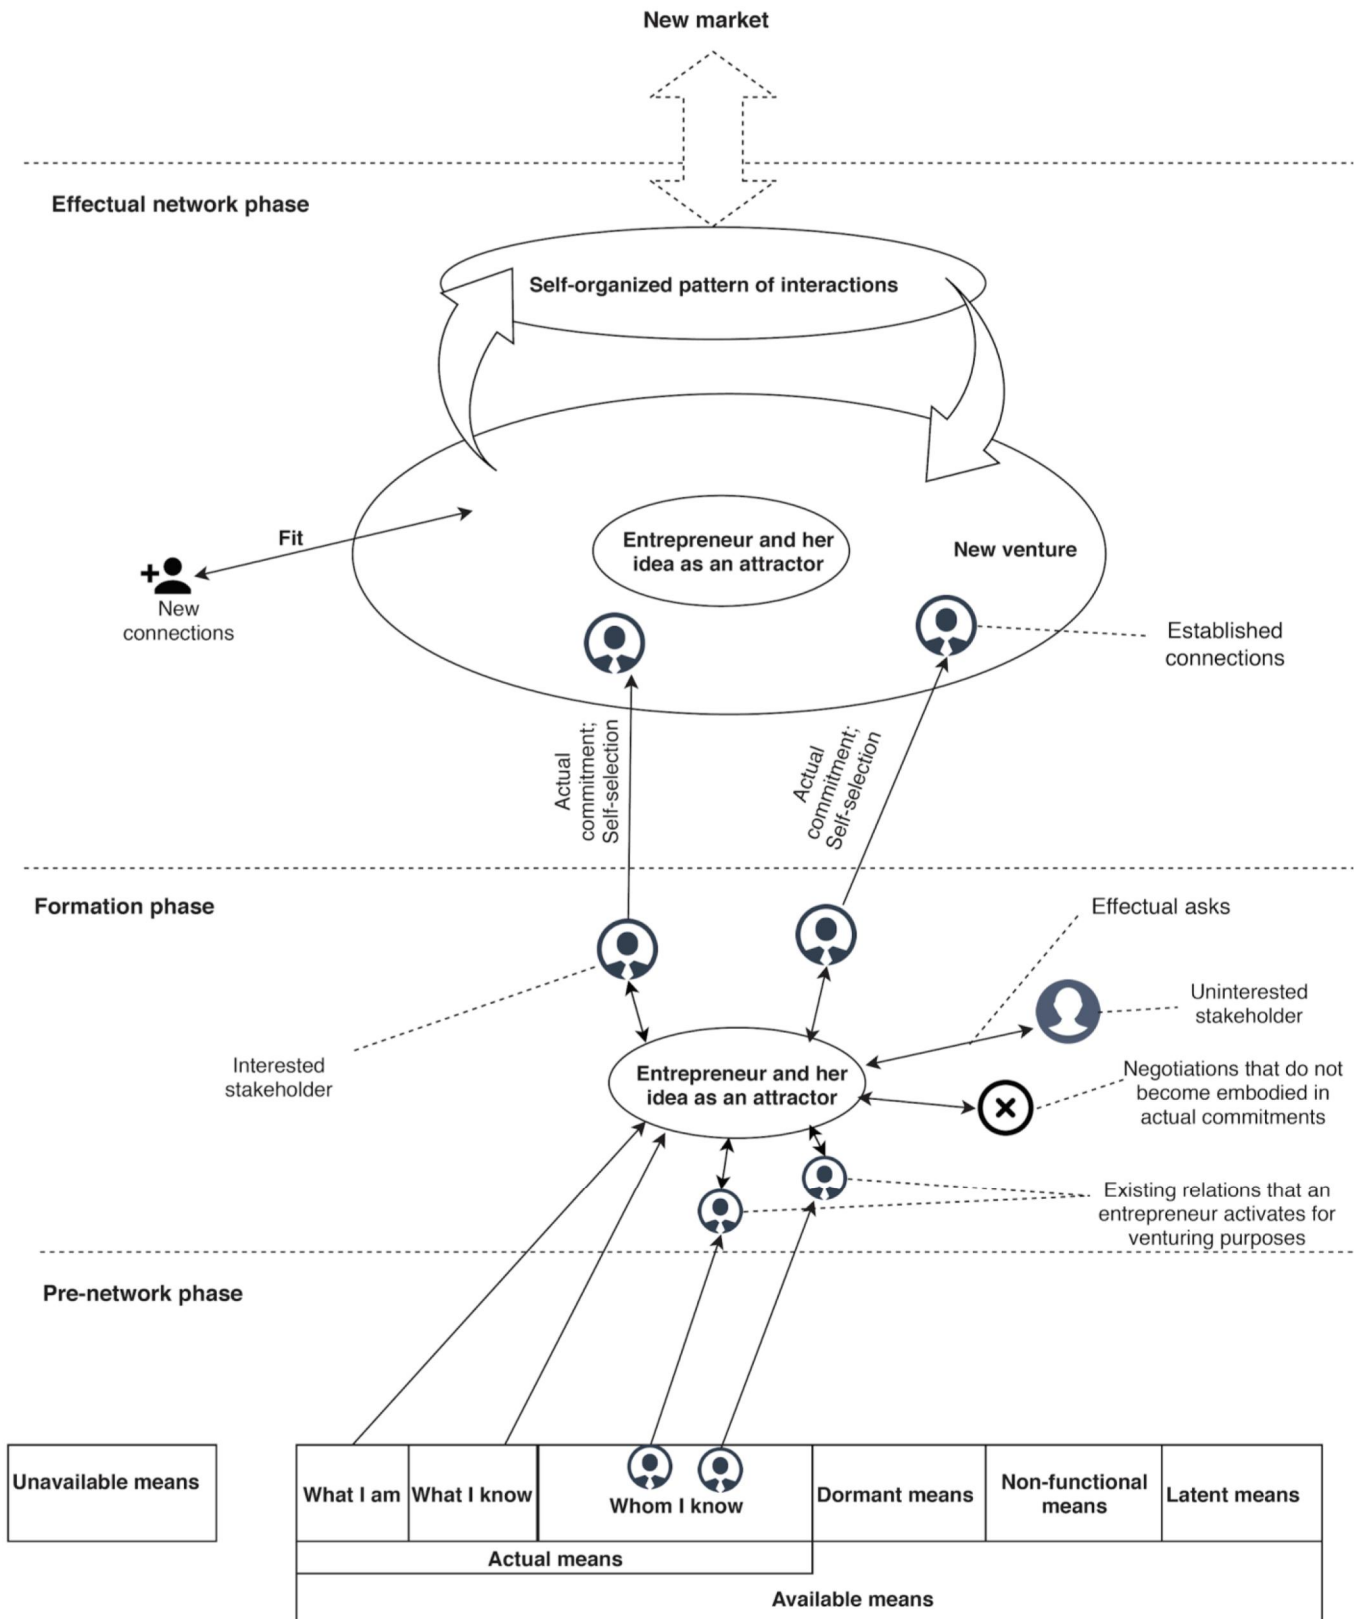 New market
Effectual network phase
Self-organized pattern of interactions
Fit
Entrepreneur and her
idea as an attractor
New venture
New
connections
Established
connections
Actual
commitment;
Self-selection
Actual
commitment;
Self-selection
Formation phase
Effectual asks
Uninterested
stakeholder
Interested
stakeholder
Entrepreneur and her
idea as an attractor
Negotiations that do not
become embodied in
actual commitments
Existing relations that an
entrepreneur activates for
venturing purposes
Pre-network phase
Unavailable means
What I am
What I know
Whom I know
Dormant means
Non-functional
means
Latent means
Actual means
Available means